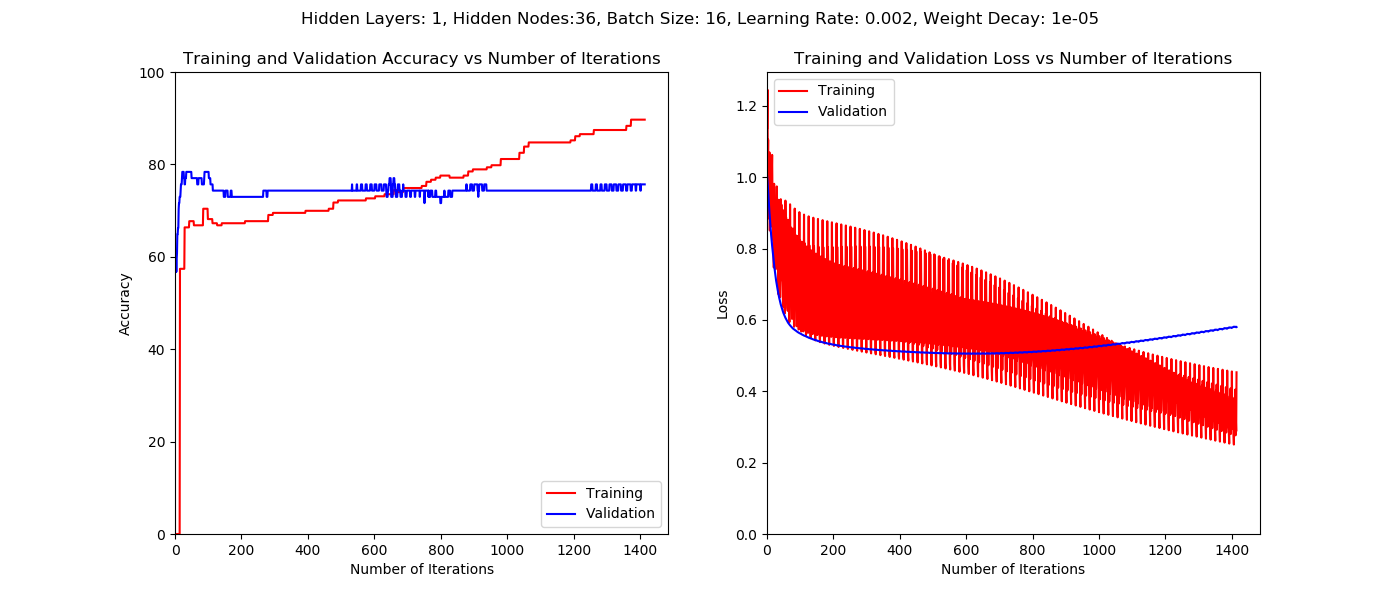 Hidden Layers: 1, Hidden Nodes:36, Batch Size: 16, Learning Rate: 0.002, Weight Decay: 1e-05
Training and Validation Accuracy vs Number of Iterations
100
80
60
40
20
0
Accuracy
0 200 400 600 800 1000 1200 1400
Number of Iterations
Training
Validation
Training and Validation Loss vs Number of Iterations
1.2
1.0
0.8
0.6
0.4
0.2
0.0
Loss
0 200 400 600 800 1000 1200 1400
Number of Iterations
Training
Validation